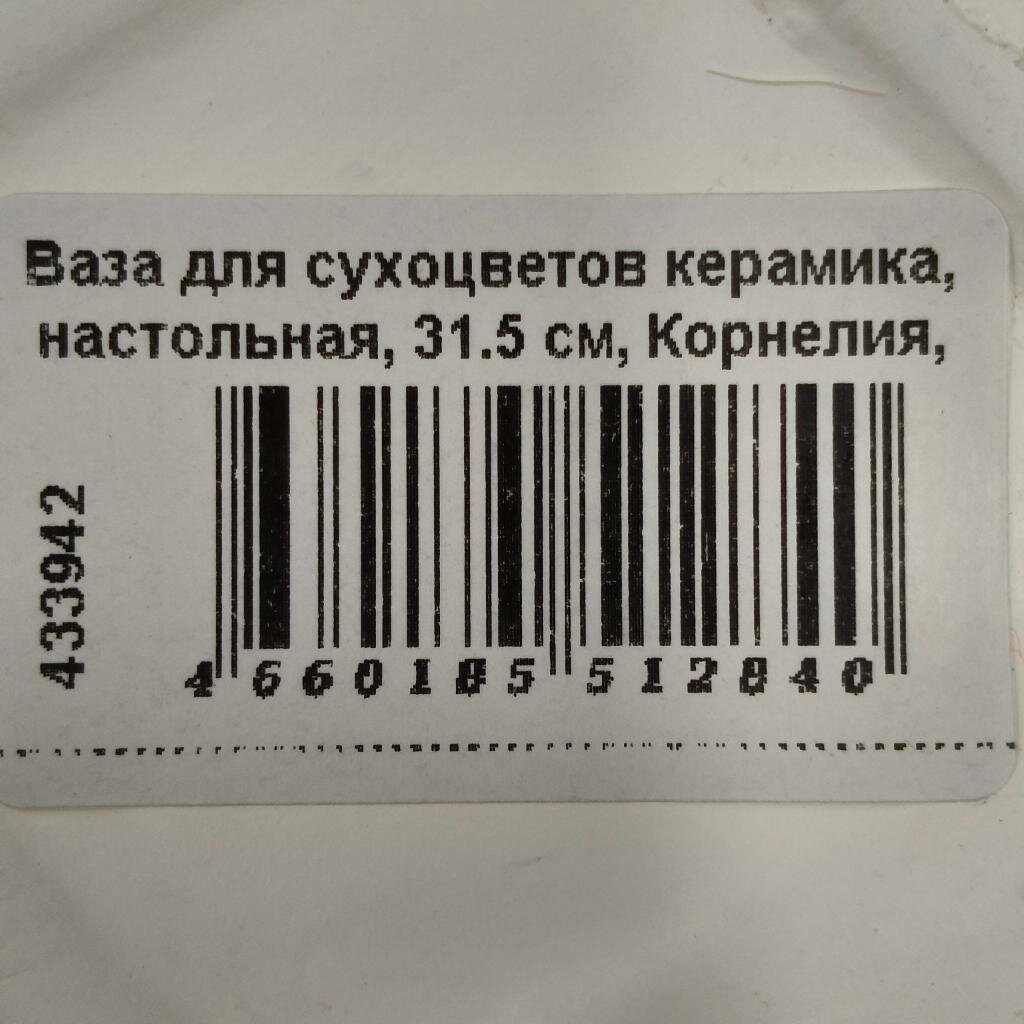 Ваза для сухоцветов керамика,
настольная, 31.5 см, Корнелия,
433942
4 660185 512840